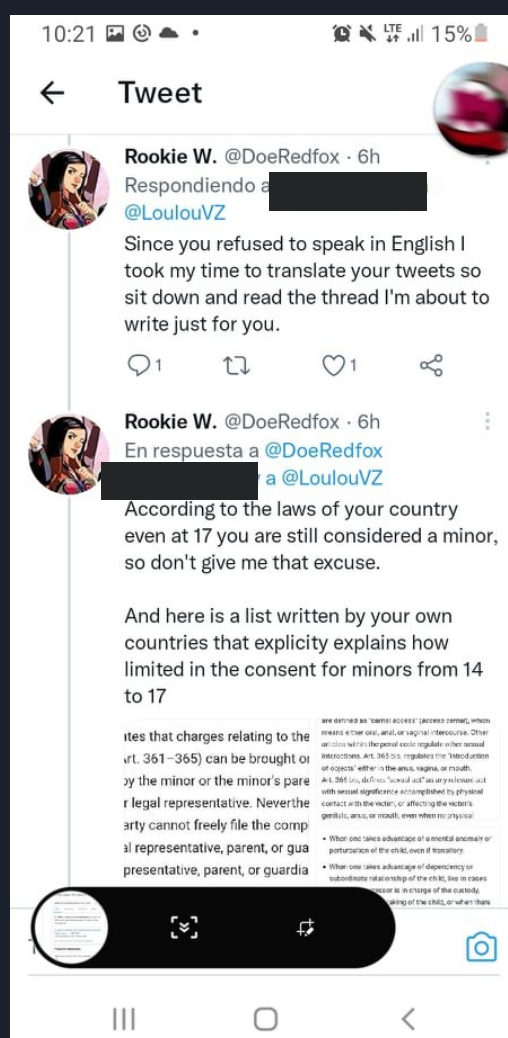 10:21
LTE
15%
Tweet
Rookie W. @DoeRedfox · 6h
Respondiendo a
@LoulouVZ
Since you refused to speak in English I
took my time to translate your tweets so
sit down and read the thread I'm about to
write just for you.
1
1
Rookie W. @DoeRedfox · 6h
En respuesta a @DoeRedfox
y a @LoulouVZ
According to the laws of your country
even at 17 you are still considered a minor,
so don't give me that excuse.
And here is a list written by your own
countries that explicity explains how
limited in the consent for minors from 14
to 17
ates that charges relating to the
rt. 361–365) can be brought or
by the minor or the minor's pare
r legal representative. Neverthe
arty cannot freely file the comp
al representative, parent, or gua
presentative, parent, or guardia
are defined as "carnal access" (acceso carnal), which
means either oral, anal, or vaginal intercourse. Other
articles within the penal code regulate other sexual
interactions. Art. 365 bis, regulates the "introduction
of objects" either in the anus, vagina, or mouth.
Art. 366 bis, defines "sexual act" as any relevant act
with sexual significance accomplished by physical
contact with the victim, or affecting the victim's
genitals, anus, or mouth, even when no physical
• When one takes advantage of a mental anomaly or
perturbation of the child, even if transitory.
• When one takes advantage of dependency or
subordinate relationship of the child, like in cases
is in charge of the custody,
taking of the child, or when there